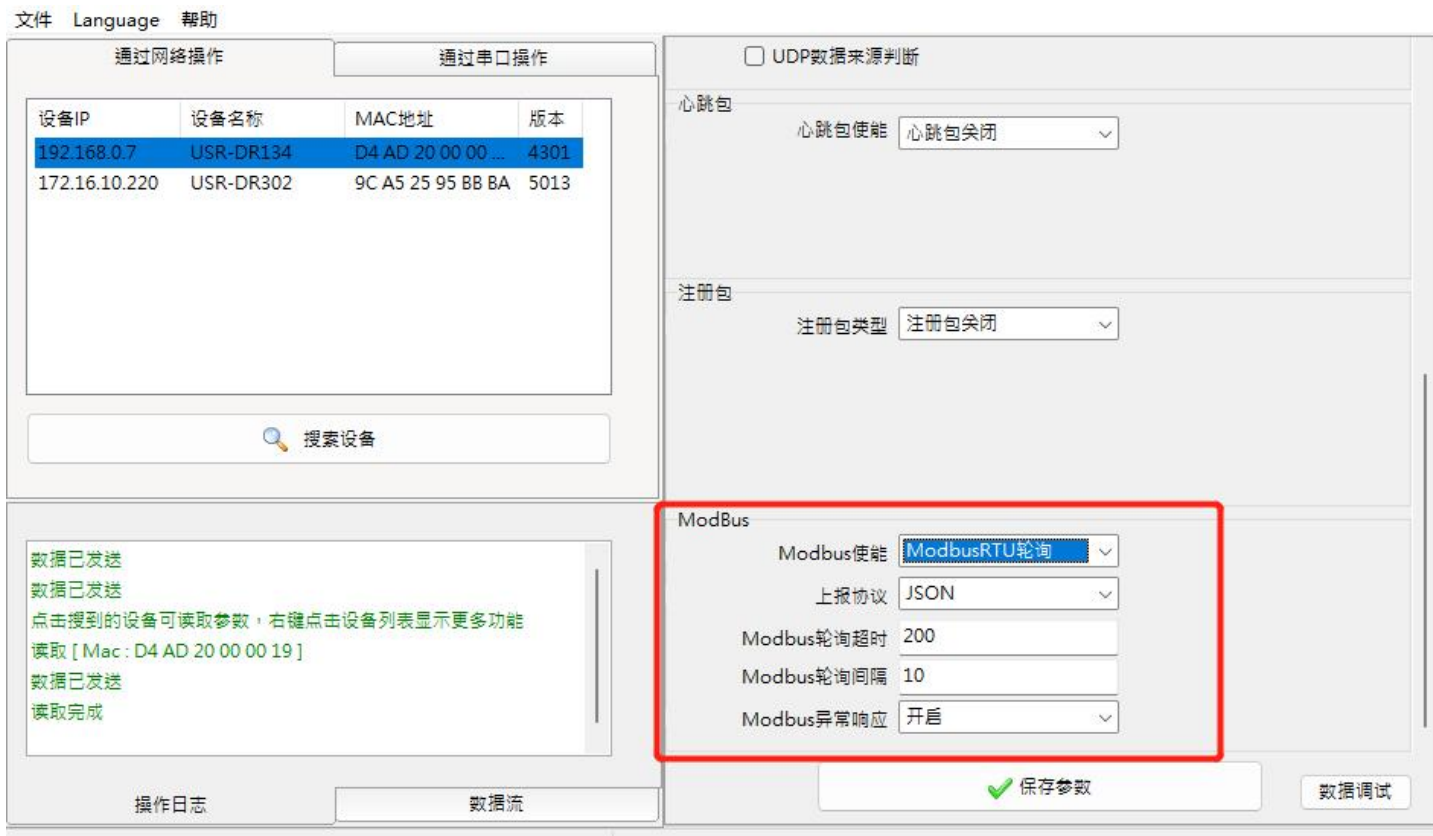 文件 Language 帮助
通过网络操作 通过串口操作
设备IP 设备名称 MAC地址 版本
192.168.0.7 USR-DR134 D4 AD 20 00 00 ... 4301
172.16.10.220 USR-DR302 9C A5 25 95 BB BA 5013
搜索设备
数据已发送
数据已发送
点击搜到的设备可读取参数，右键点击设备列表显示更多功能
读取 [ Mac : D4 AD 20 00 00 19 ]
数据已发送
读取完成
操作日志 数据流
UDP数据来源判断
心跳包
心跳包使能 心跳包关闭
注册包
注册包类型 注册包关闭
ModBus
Modbus使能 ModbusRTU轮询
上报协议 JSON
Modbus轮询超时 200
Modbus轮询间隔 10
Modbus异常响应 开启
保存参数 数据调试